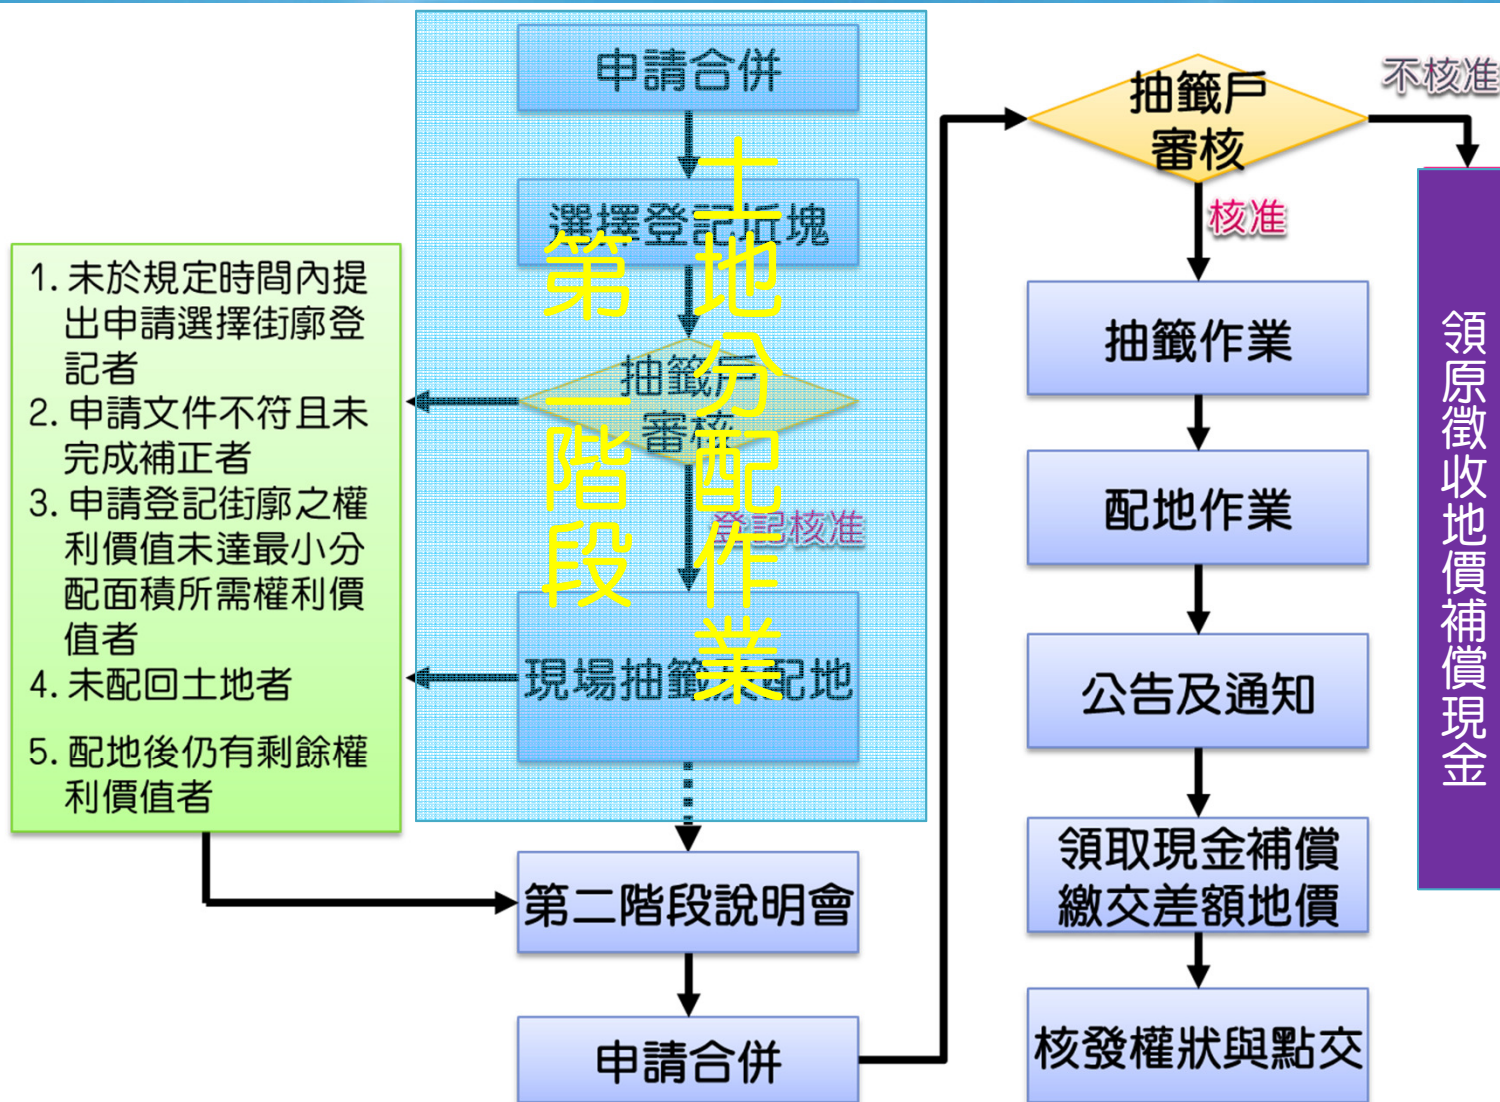 申請合併
選擇登記坵塊
抽籤戶
審核
登記核准
現場抽籤及配地
第一階段
土地分配作業
1. 未於規定時間內提
出申請選擇街廓登
記者
2. 申請文件不符且未
完成補正者
3. 申請登記街廓之權
利價值未達最小分
配面積所需權利價
值者
4. 未配回土地者
5. 配地後仍有剩餘權
利價值者
第二階段說明會
申請合併
抽籤戶
審核
不核准
核准
抽籤作業
配地作業
公告及通知
領取現金補償
繳交差額地價
核發權狀與點交
領原徵收地價補償現金